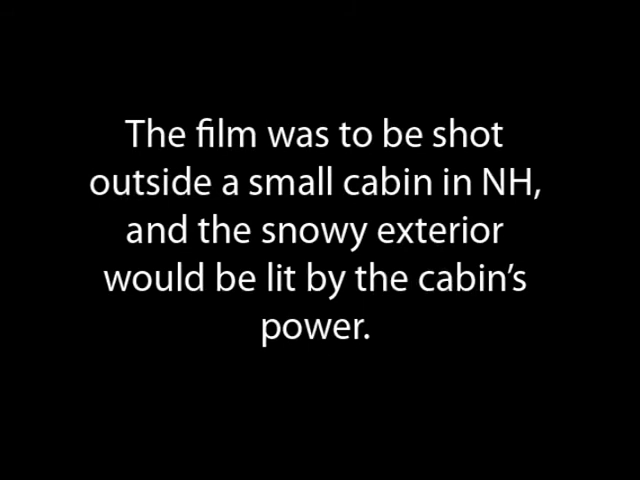 The film was to be shot
outside a small cabin in NH,
and the snowy exterior
would be lit by the cabin’s
power.